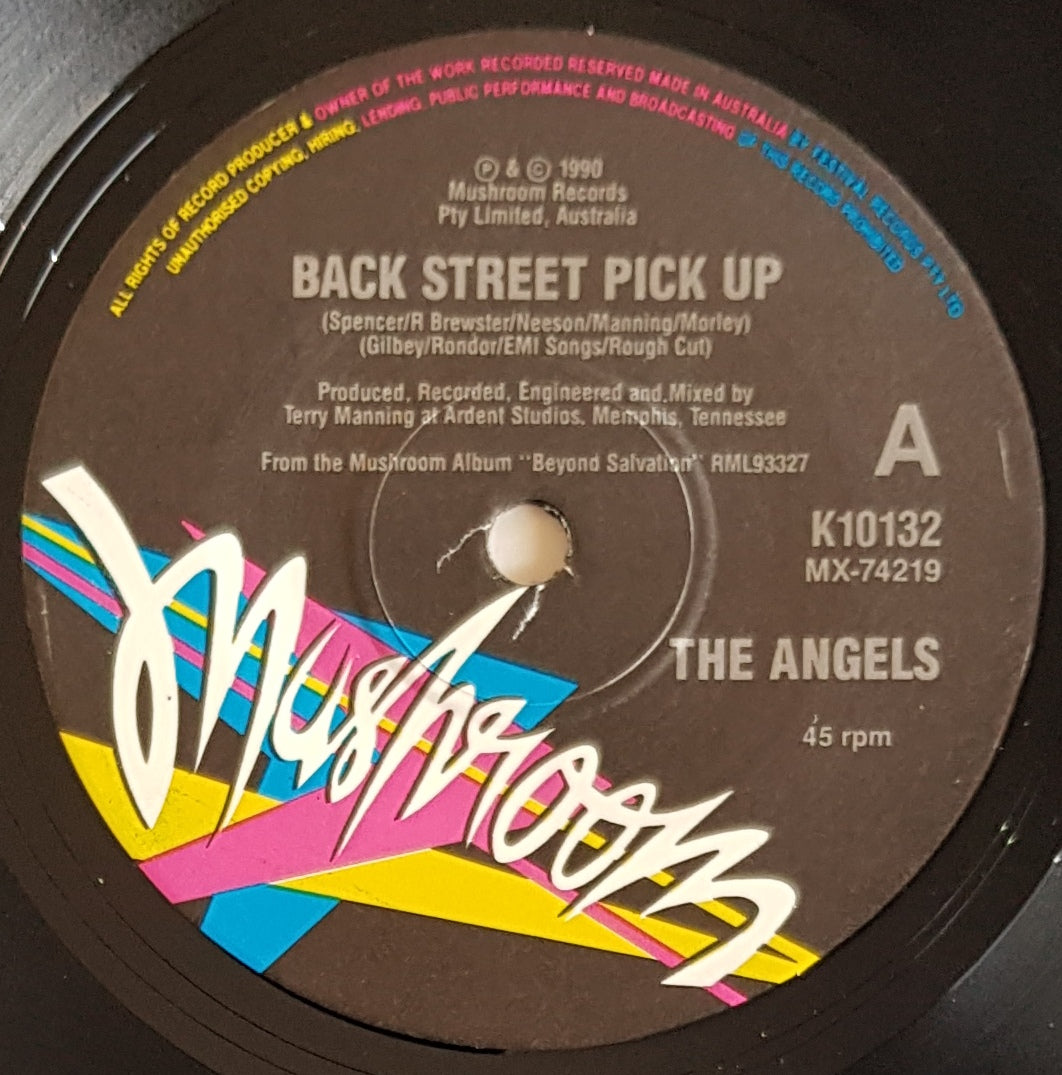 ALL RIGHTS OF RECORD PRODUCER & OWNER OF THE WORK RECORDED RESERVED MADE IN AUSTRALIA BY FESTIVAL RECORDS PTY LTD
UNAUTHORISED COPYING, HIRING, LENDING, PUBLIC PERFORMANCE AND BROADCASTING OF THIS RECORD PROHIBITED
℗ & © 1990
Mushroom Records
Pty Limited, Australia
BACK STREET PICK UP
(Spencer/R Brewster/Neeson/Manning/Morley)
(Gilbey/Rondor/EMI Songs/Rough Cut)
Produced, Recorded, Engineered and Mixed by
Terry Manning at Ardent Studios, Memphis, Tennessee
From the Mushroom Album "Beyond Salvation" RML93327
A
K10132
MX-74219
THE ANGELS
45 rpm
Mushroom